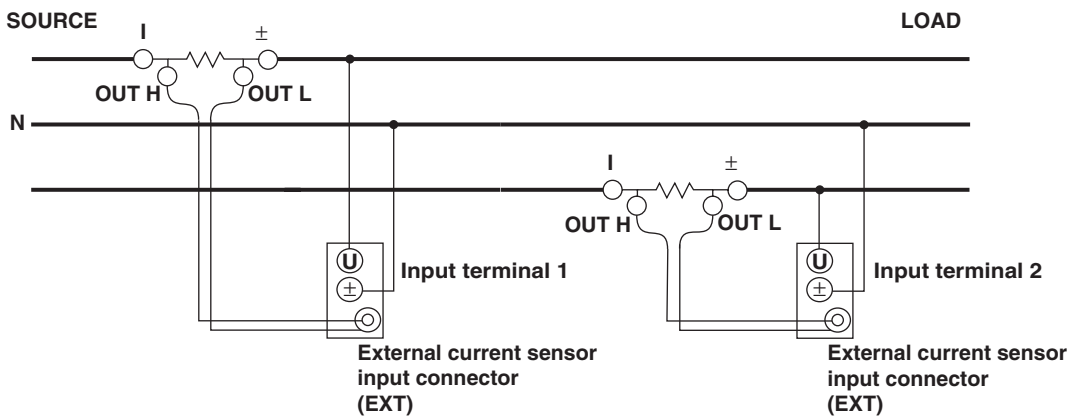 SOURCE
LOAD
I
±
OUT H
OUT L
N
I
±
OUT H
OUT L
U
±
Input terminal 1
U
±
Input terminal 2
External current sensor
input connector
(EXT)
External current sensor
input connector
(EXT)